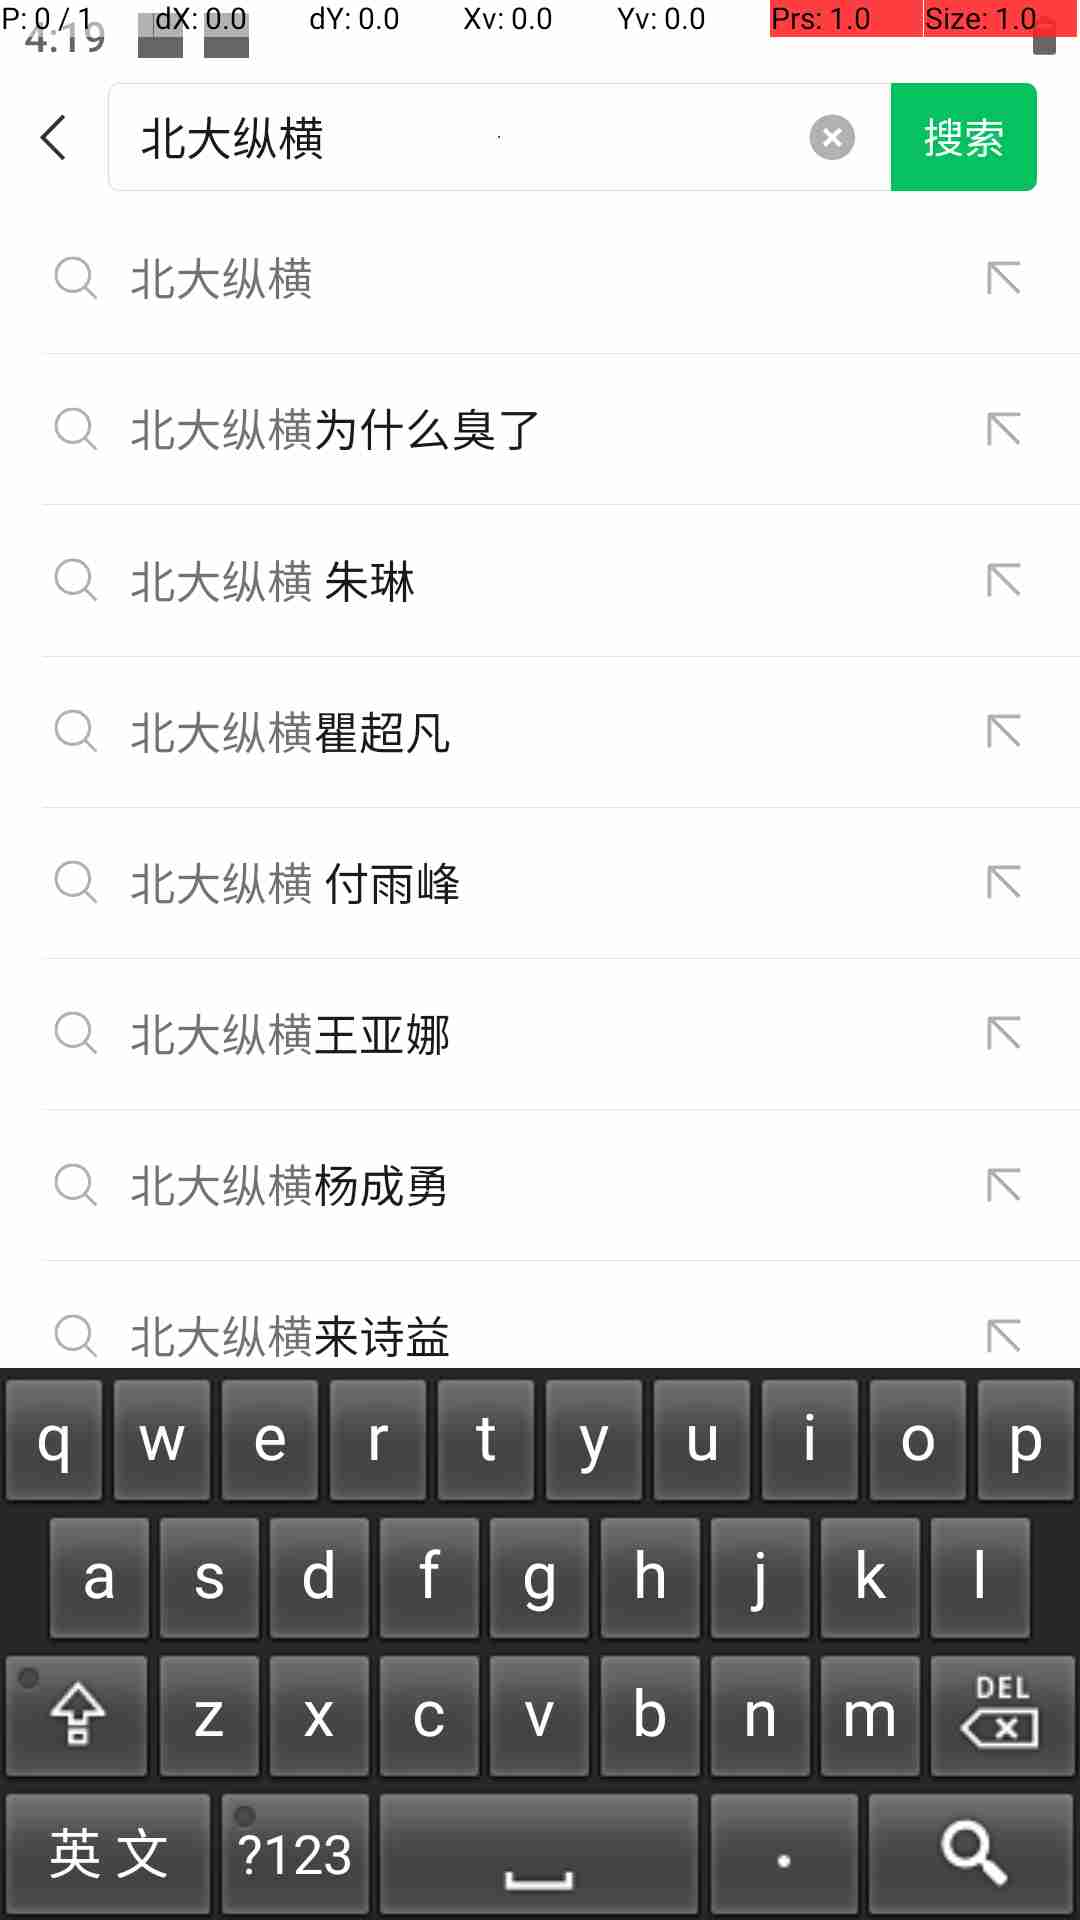 P: 0 / 1 dX: 0.0 dY: 0.0 Xv: 0.0 Yv: 0.0 Prs: 1.0 Size: 1.0
4:19
北大纵横 搜索
北大纵横
北大纵横为什么臭了
北大纵横 朱琳
北大纵横瞿超凡
北大纵横 付雨峰
北大纵横王亚娜
北大纵横杨成勇
北大纵横来诗益
q w e r t y u i o p
a s d f g h j k l
z x c v b n m DEL
英文 ?123 .